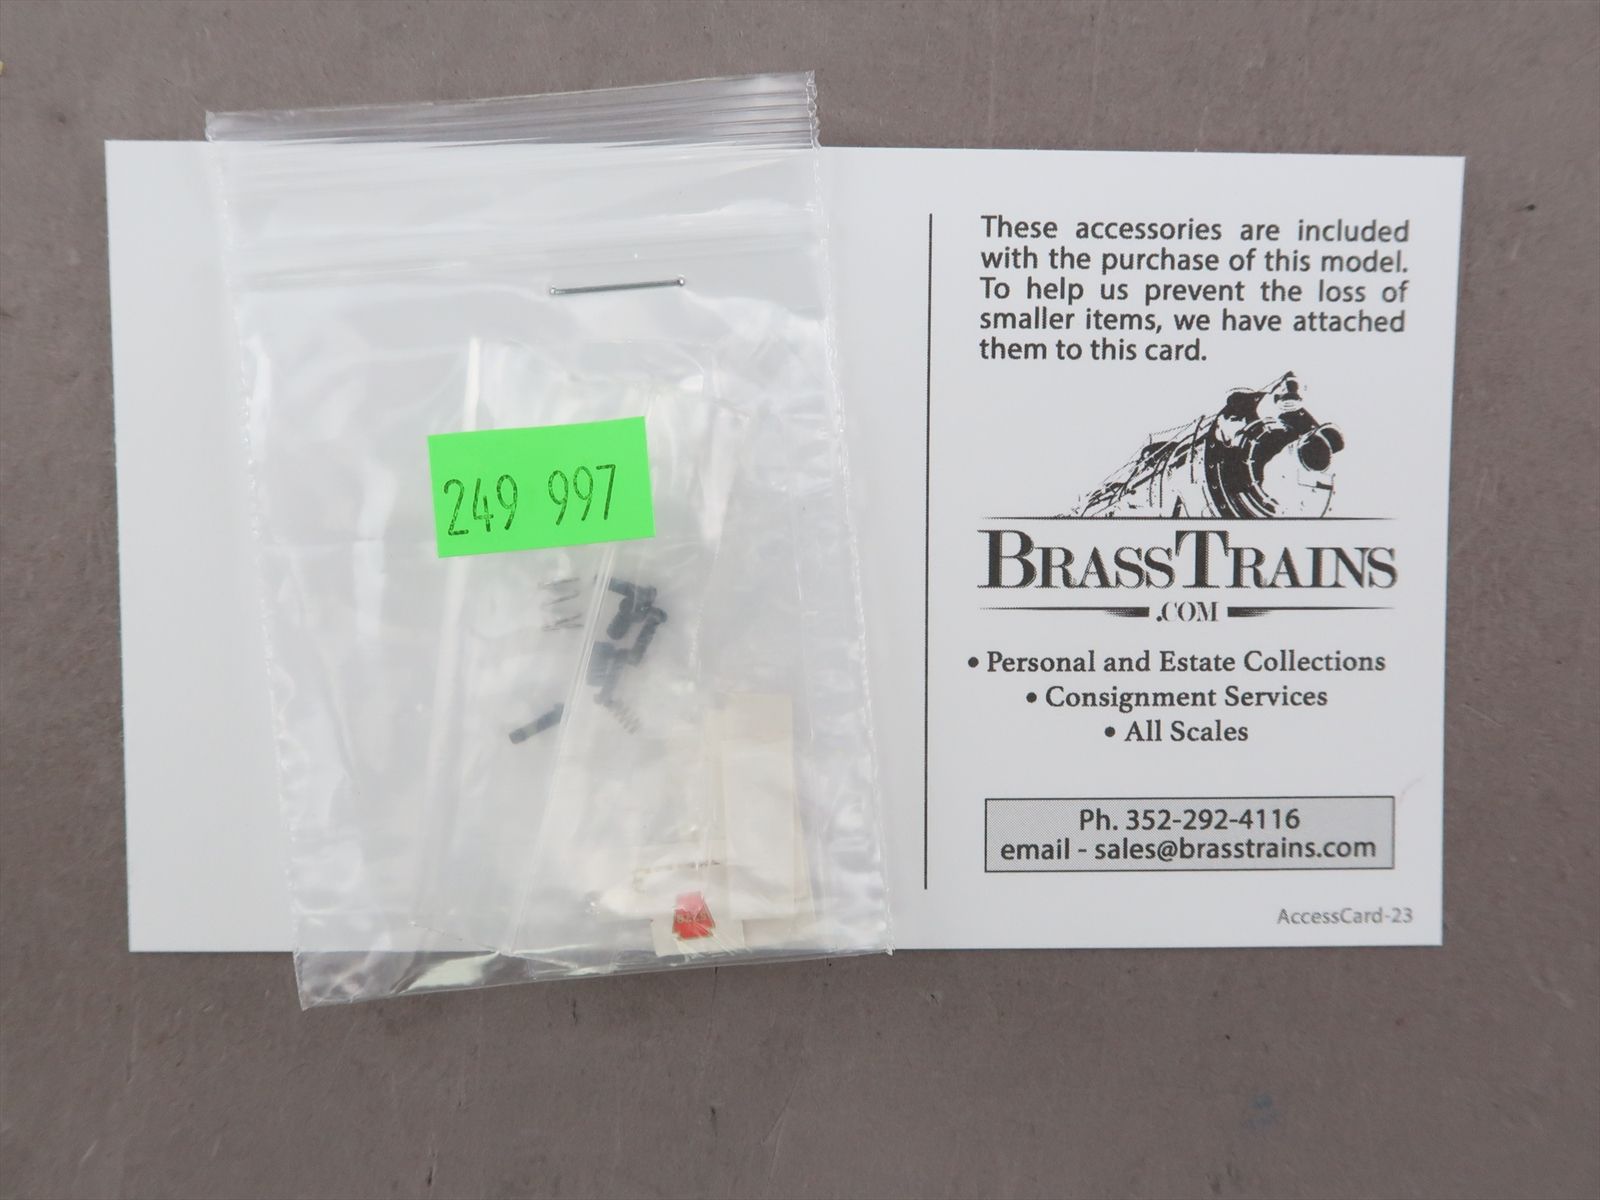 249 997
These accessories are included
with the purchase of this model.
To help us prevent the loss of
smaller items, we have attached
them to this card.
BRASSTRAINS
.COM
• Personal and Estate Collections
• Consignment Services
• All Scales
Ph. 352-292-4116
email - sales@brasstrains.com
AccessCard-23